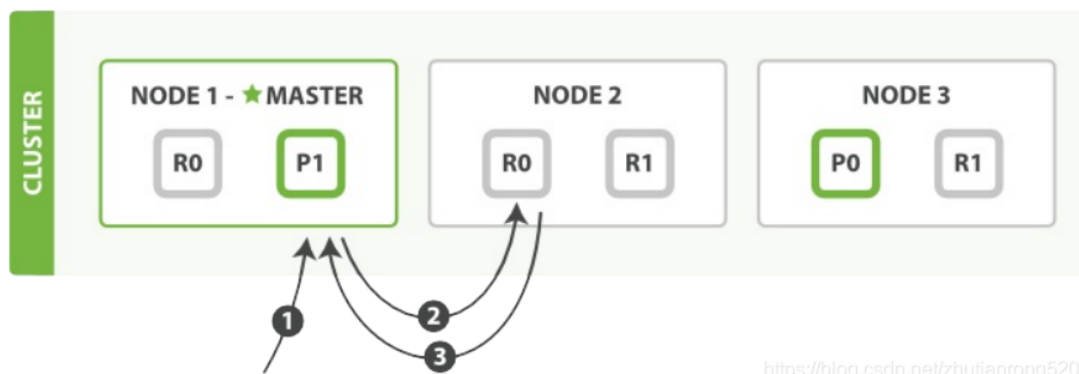 CLUSTER
NODE 1 - ★ MASTER
R0
P1
NODE 2
R0
R1
NODE 3
P0
R1
1
2
3
https://blog.csdn.net/zhutianrong520